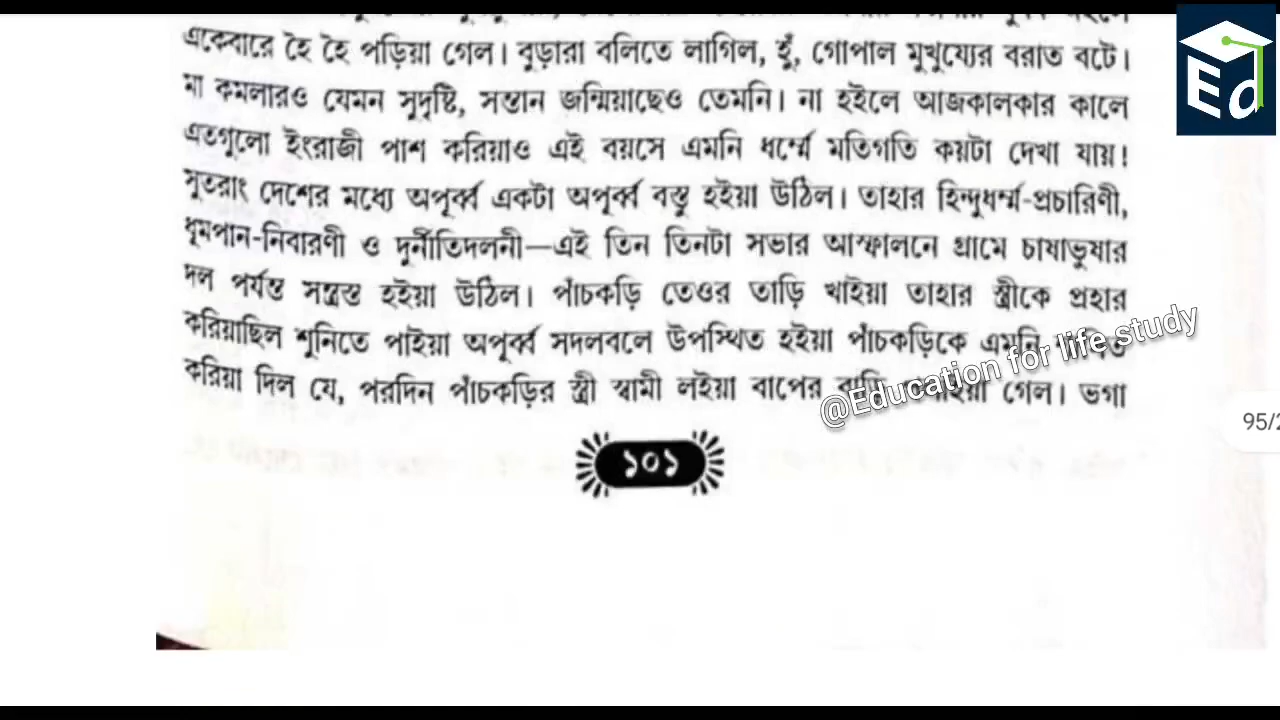 একেবারে হৈ হৈ পড়িয়া গেল। বুড়ারা বলিতে লাগিল, হুঁ, গোপাল মুখুয্যের বরাত বটে।
মা কমলারও যেমন সুদৃষ্টি, সন্তান জন্মিয়াছেও তেমনি। না হইলে আজকালকার কালে
এতগুলো ইংরাজী পাশ করিয়াও এই বয়সে এমনি ধর্ম্মে মতিগতি কয়টা দেখা যায়!
সুতরাং দেশের মধ্যে অপূর্ব্ব একটা অপূর্ব্ব বস্তু হইয়া উঠিল। তাহার হিন্দুধর্ম্ম-প্রচারিণী,
ধূমপান-নিবারণী ও দুর্নীতিদলনী—এই তিন তিনটা সভার আস্ফালনে গ্রামে চাষাভুষার
দল পর্যন্ত সন্ত্রস্ত হইয়া উঠিল। পাঁচকড়ি তেওর তাড়ি খাইয়া তাহার স্ত্রীকে প্রহার
করিয়াছিল শুনিতে পাইয়া অপূর্ব্ব সদলবলে উপস্থিত হইয়া পাঁচকড়িকে এমনি
করিয়া দিল যে, পরদিন পাঁচকড়ির স্ত্রী স্বামী লইয়া বাপের গেল। ভগা
১০১
@Education for life study
Ed
95/2